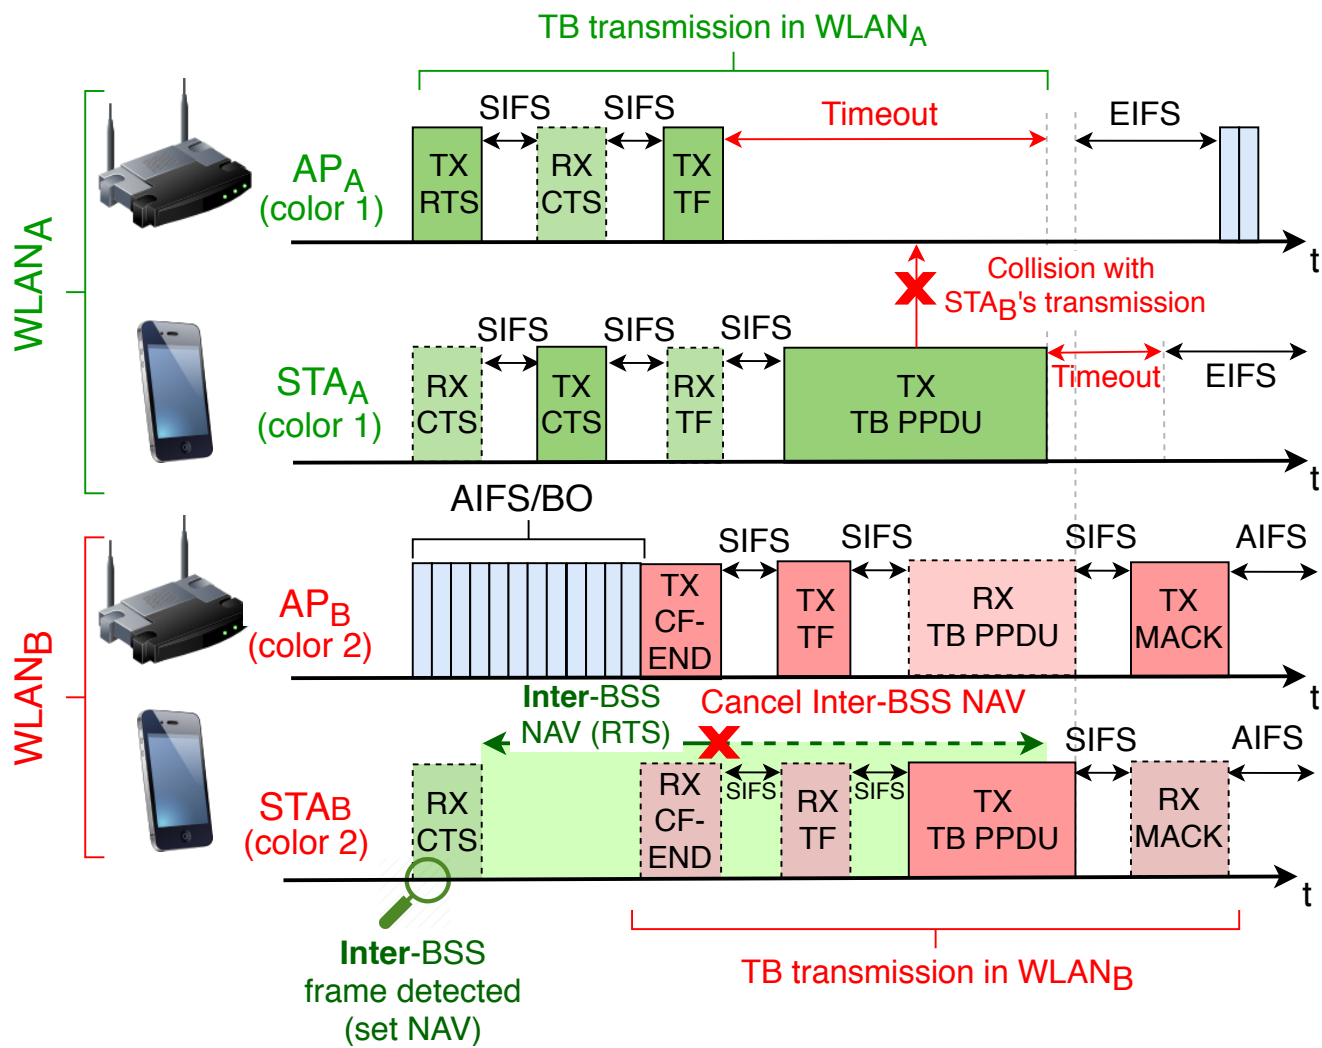 TB transmission in WLANA
SIFS
SIFS
Timeout
EIFS
APA
(color 1)
TX
RTS
RX
CTS
TX
TF
t
WLANA
Collision with
STAB's transmission
SIFS
SIFS
SIFS
STAA
(color 1)
RX
CTS
TX
CTS
RX
TF
TX
TB PPDU
Timeout
EIFS
t
AIFS/BO
SIFS
SIFS
SIFS
AIFS
APB
(color 2)
TX
CF-
END
TX
TF
RX
TB PPDU
TX
MACK
t
WLANB
Inter-BSS
NAV (RTS)
Cancel Inter-BSS NAV
SIFS
AIFS
STAB
(color 2)
RX
CTS
RX
CF-
END
SIFS
RX
TF
SIFS
TX
TB PPDU
RX
MACK
t
Inter-BSS
frame detected
(set NAV)
TB transmission in WLANB